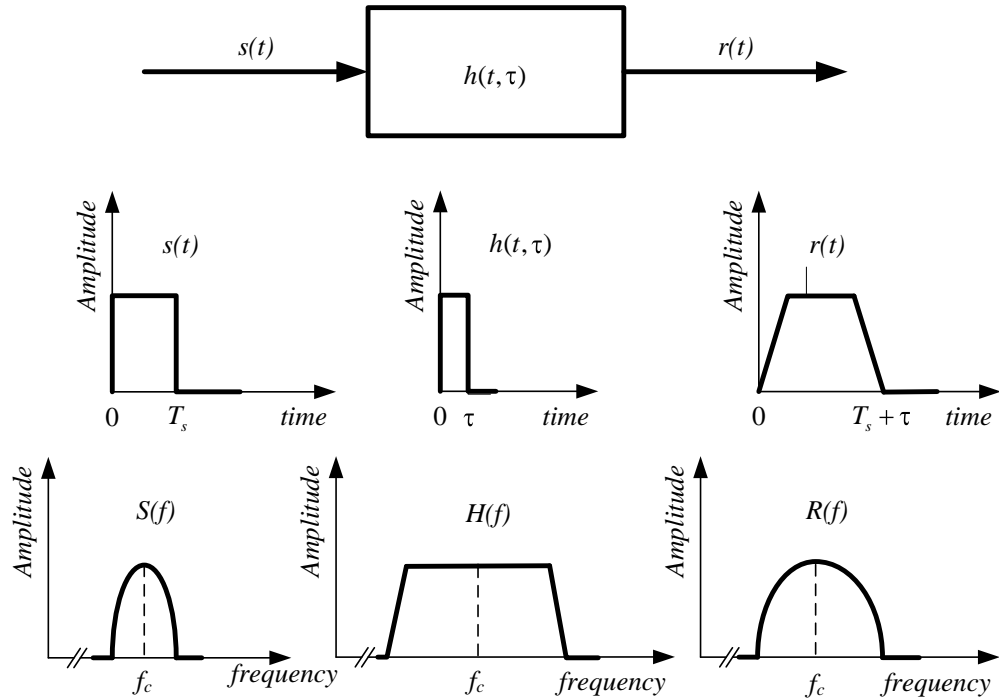 s(t)
h(t, τ)
r(t)
Amplitude
s(t)
0
T_s
time
Amplitude
h(t, τ)
0
τ
time
Amplitude
r(t)
0
T_s + τ
time
Amplitude
S(f)
f_c
frequency
Amplitude
H(f)
f_c
frequency
Amplitude
R(f)
f_c
frequency